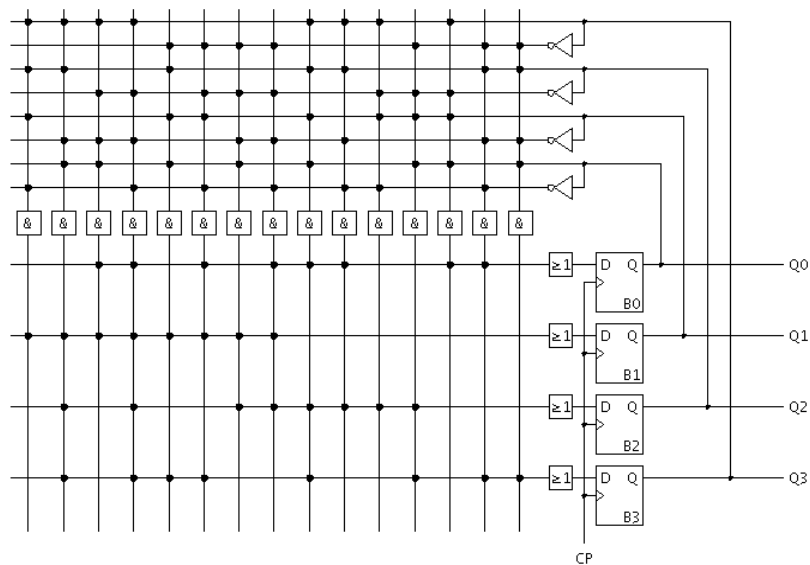 & & & & & & & & & & & & & & &
≥1 D Q Q0
B0
≥1 D Q Q1
B1
≥1 D Q Q2
B2
≥1 D Q Q3
B3
CP